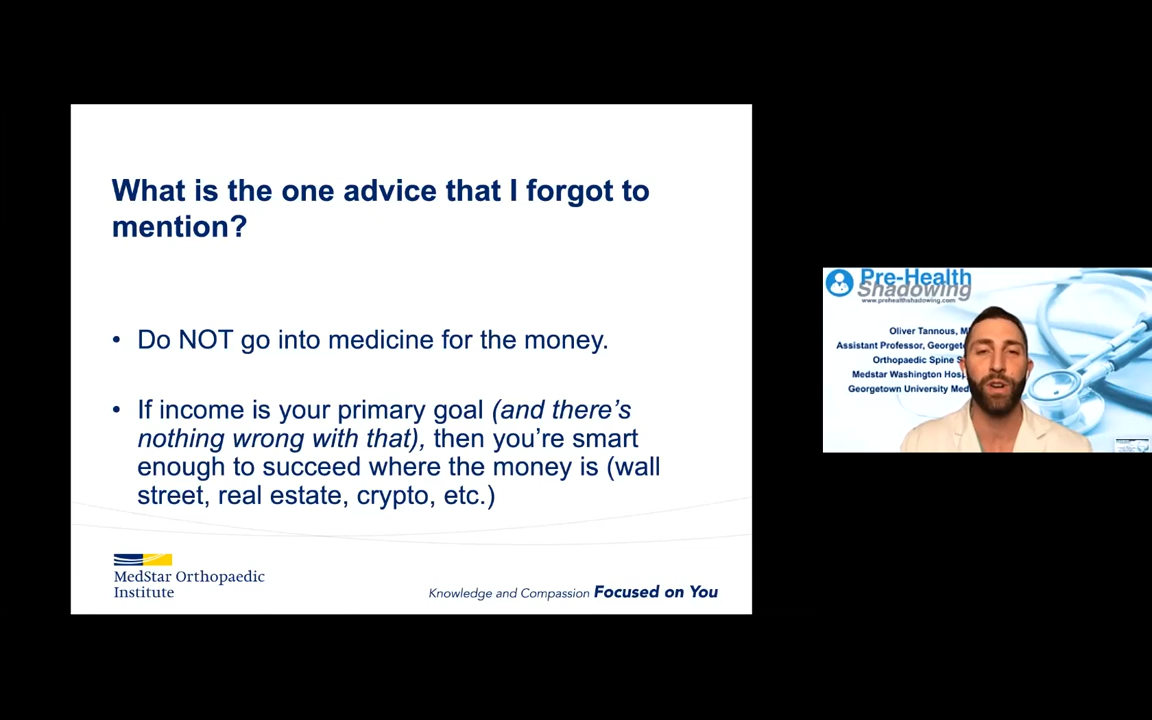 What is the one advice that I forgot to
mention?
• Do NOT go into medicine for the money.
• If income is your primary goal (and there's
nothing wrong with that), then you're smart
enough to succeed where the money is (wall
street, real estate, crypto, etc.)
MedStar Orthopaedic
Institute
Knowledge and Compassion Focused on You
Pre-Health
Shadowing
www.prehealthshadowing.com
Oliver Tannous,
Assistant Professor,
Orthopaedic Spine
Medstar Washington
Georgetown University